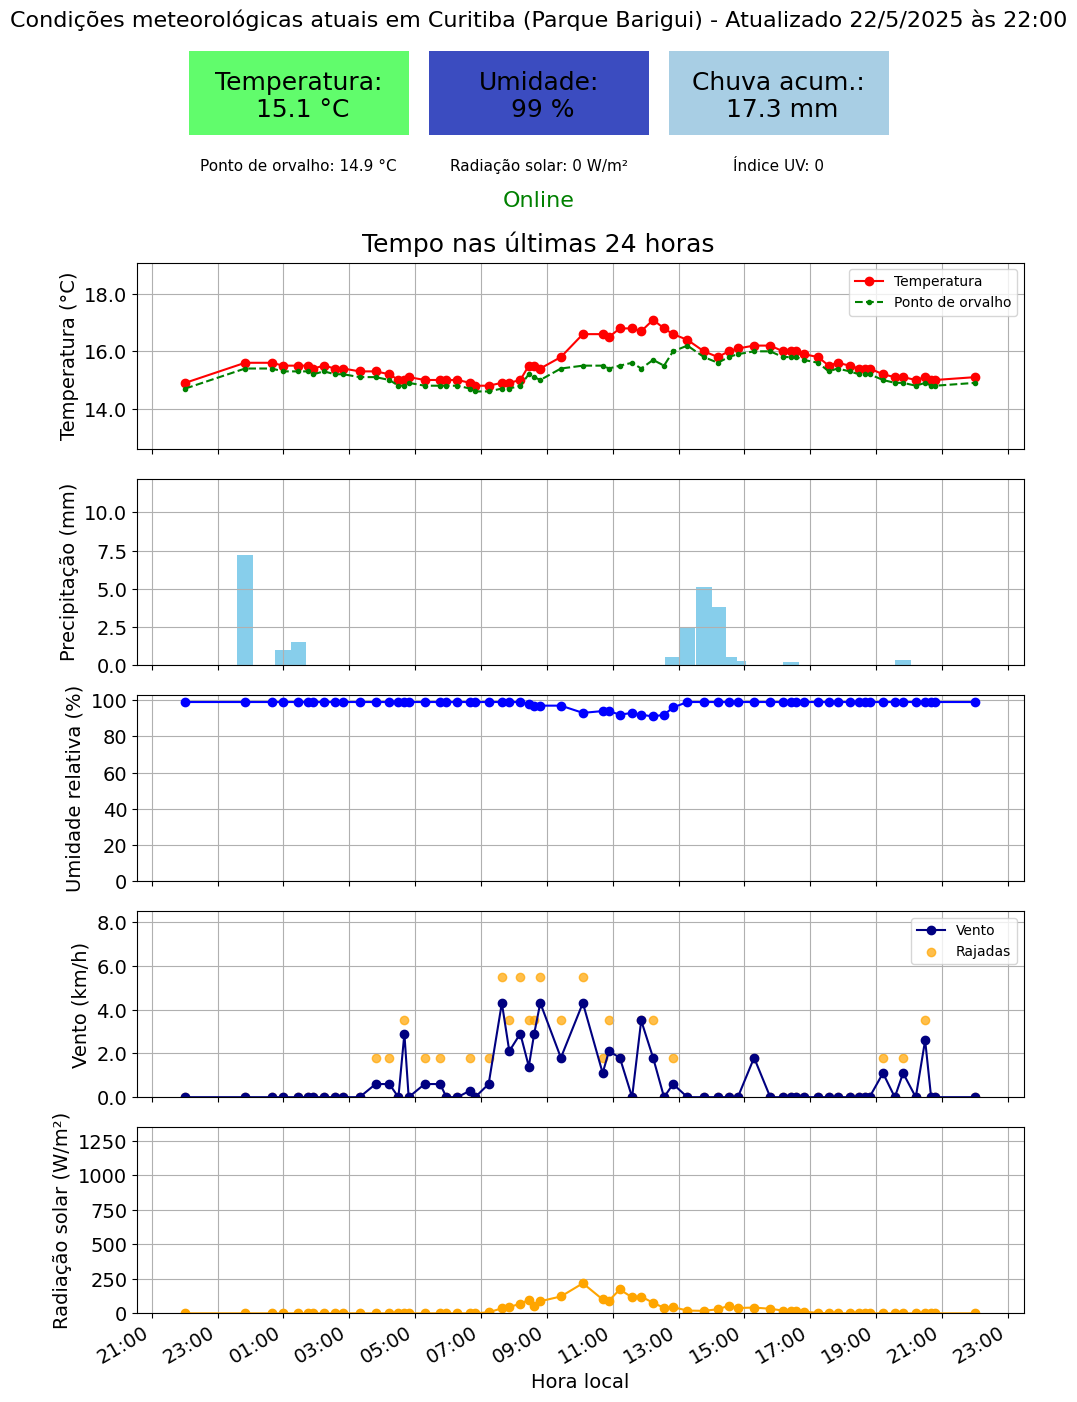 Condições meteorológicas atuais em Curitiba (Parque Barigui) - Atualizado 22/5/2025 às 22:00
Temperatura:
15.1 °C
Umidade:
99 %
Chuva acum.:
17.3 mm
Ponto de orvalho: 14.9 °C
Radiação solar: 0 W/m²
Índice UV: 0
Online
Tempo nas últimas 24 horas
Temperatura (°C)
18.0
16.0
14.0
Temperatura
Ponto de orvalho
Precipitação (mm)
10.0
7.5
5.0
2.5
0.0
Umidade relativa (%)
100
80
60
40
20
0
Vento (km/h)
8.0
6.0
4.0
2.0
0.0
Vento
Rajadas
Radiação solar (W/m²)
1250
1000
750
500
250
0
21:00
23:00
01:00
03:00
05:00
07:00
09:00
11:00
13:00
15:00
17:00
19:00
21:00
23:00
Hora local